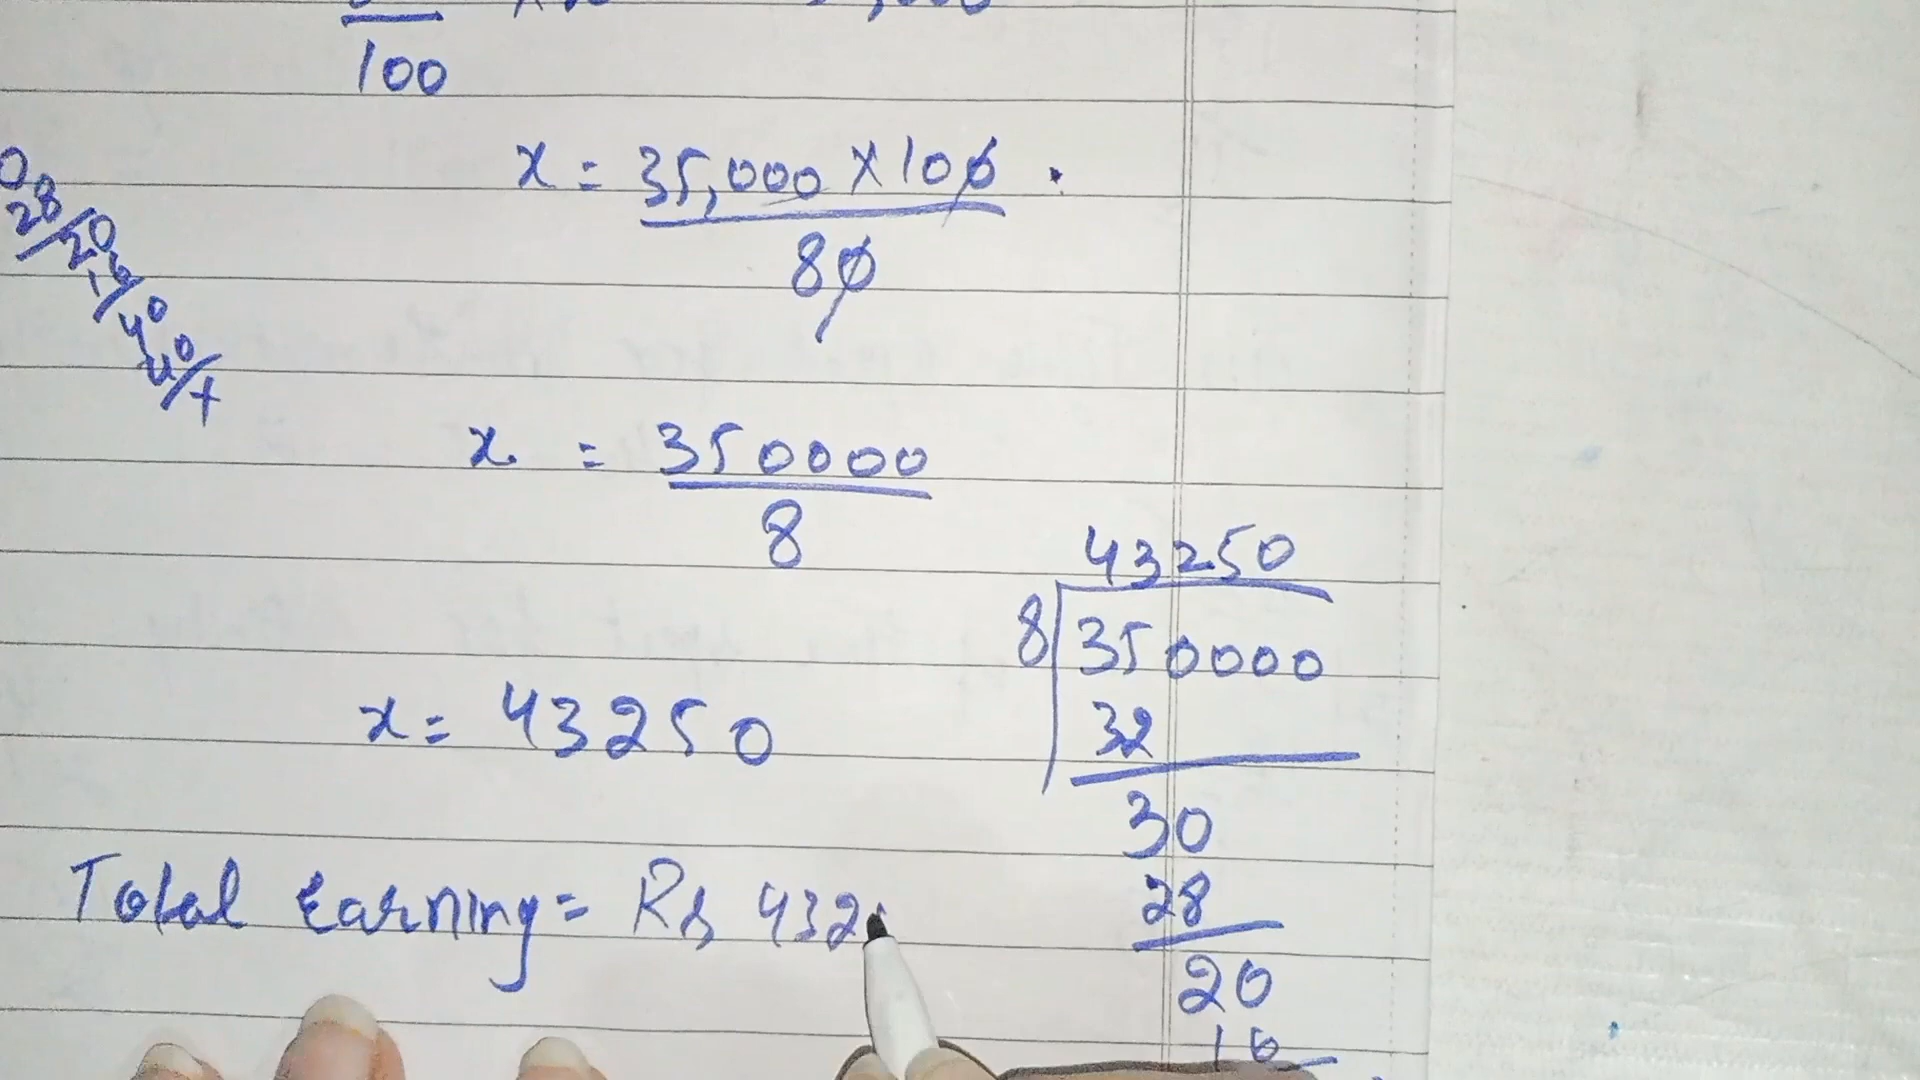 100
x = 35,000 × 100
80
x = 350000
8
43250
8 350000
32
30
28
20
16
x = 43250
Total earning = Rs 432